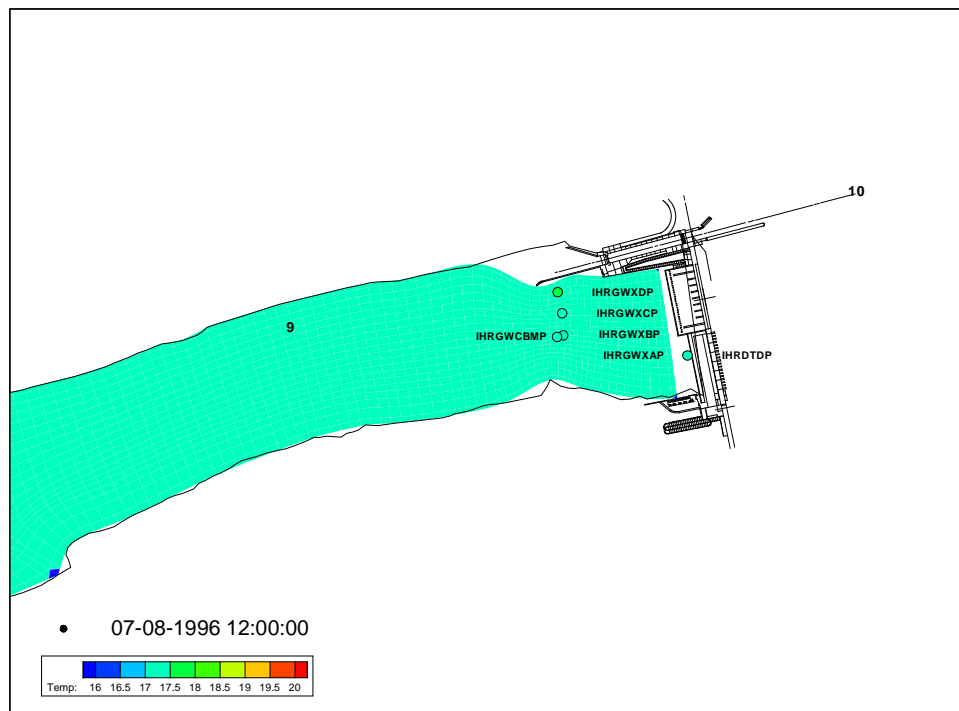 10
IHRGWXDP
IHRGWXCP
9
IHRGWCBMP IHRGWXBP
IHRGWXAP IHRDTDP
07-08-1996 12:00:00
Temp: 16 16.5 17 17.5 18 18.5 19 19.5 20